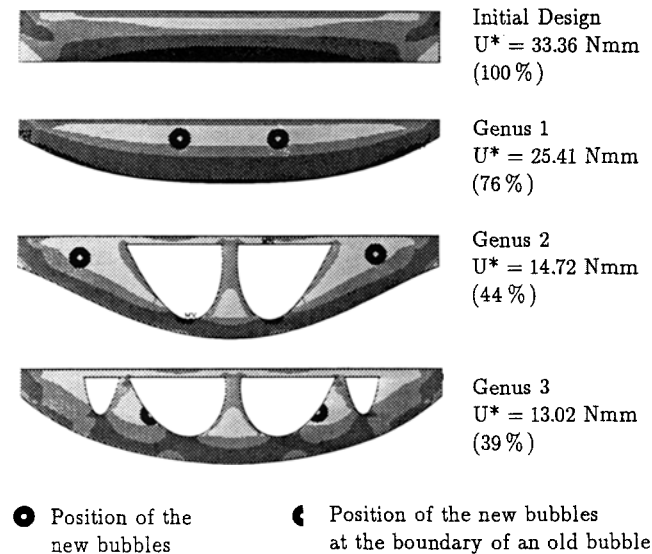 Initial Design
U* = 33.36 Nmm
(100 %)
Genus 1
U* = 25.41 Nmm
(76 %)
Genus 2
U* = 14.72 Nmm
(44 %)
Genus 3
U* = 13.02 Nmm
(39 %)
Position of the
new bubbles
Position of the new bubbles
at the boundary of an old bubble